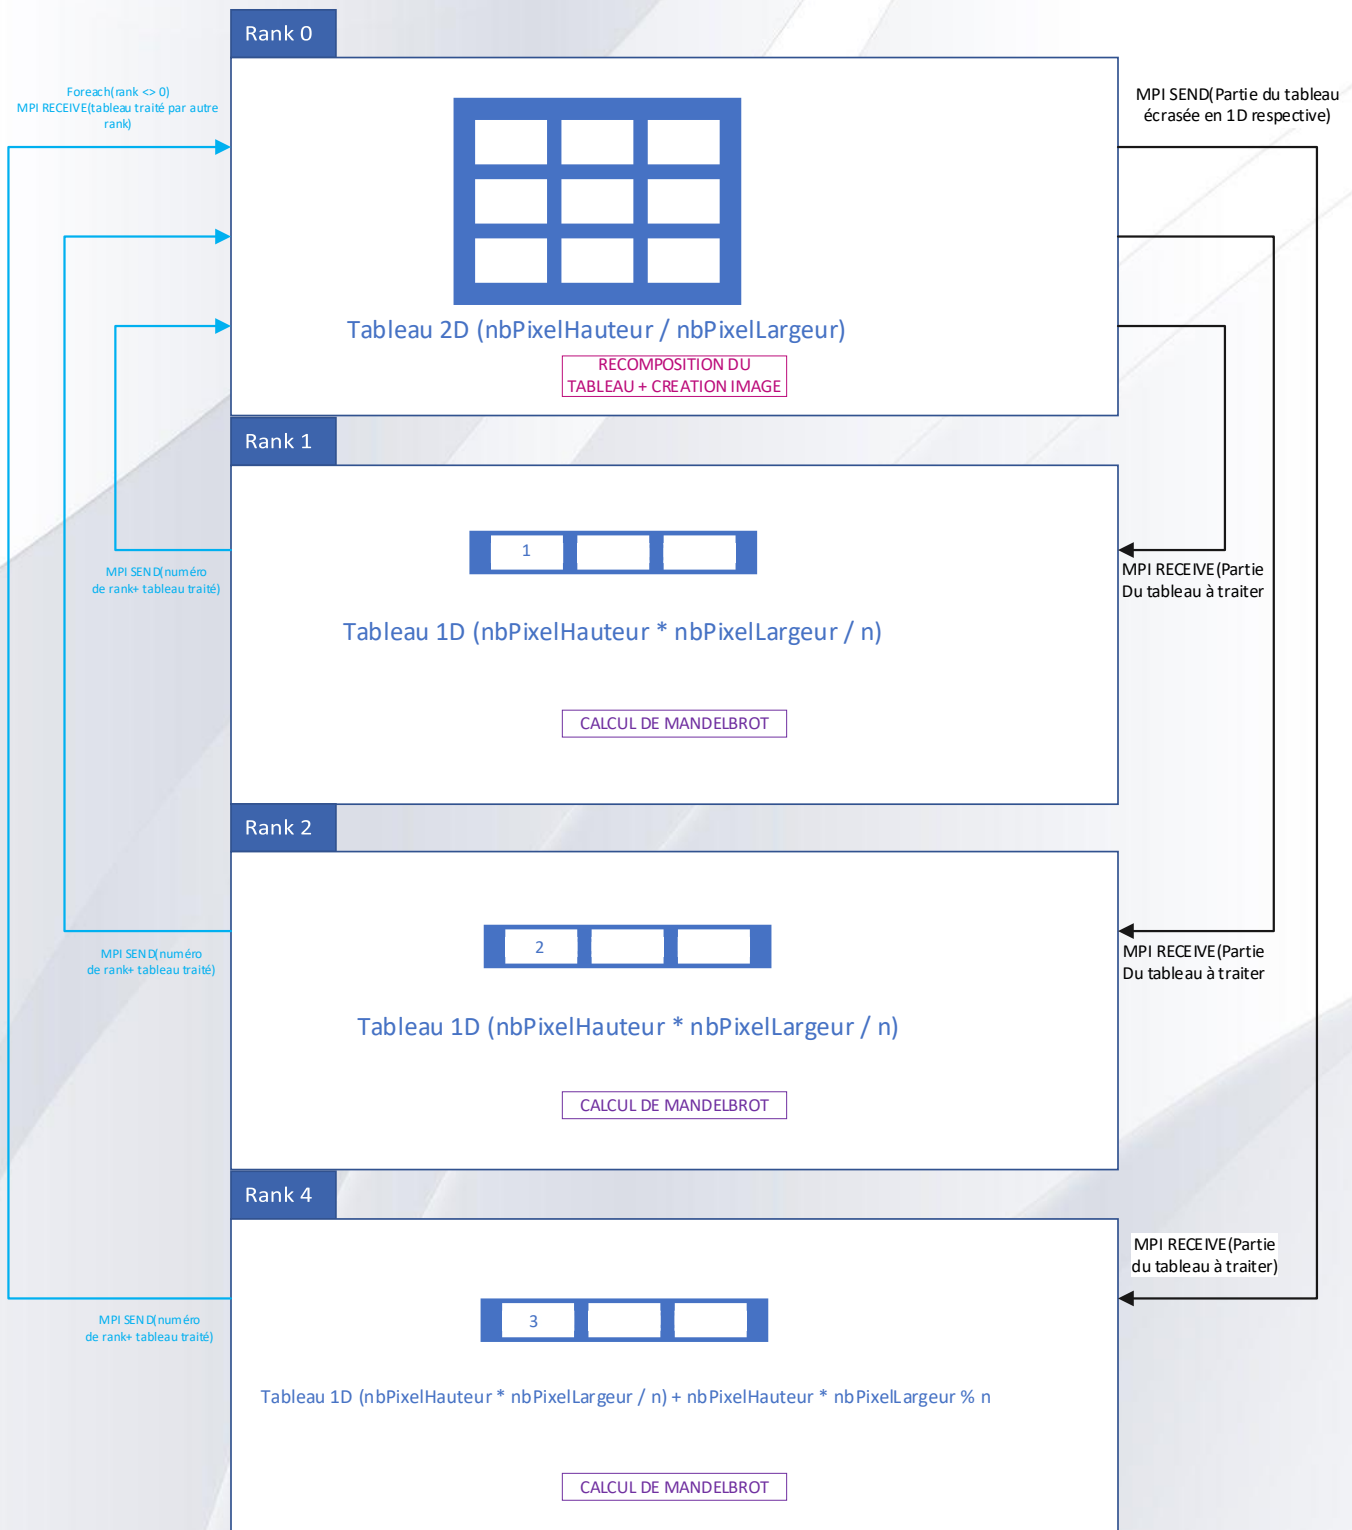 Rank 0
Foreach(rank <> 0)
MPI RECEIVE(tableau traité par autre
rank)
MPI SEND(Partie du tableau
écrasée en 1D respective)
Tableau 2D (nbPixelHauteur / nbPixelLargeur)
RECOMPOSITION DU
TABLEAU + CREATION IMAGE
Rank 1
1
MPI SEND(numéro
de rank+ tableau traité)
MPI RECEIVE(Partie
Du tableau à traiter
Tableau 1D (nbPixelHauteur * nbPixelLargeur / n)
CALCUL DE MANDELBROT
Rank 2
2
MPI SEND(numéro
de rank+ tableau traité)
MPI RECEIVE(Partie
Du tableau à traiter
Tableau 1D (nbPixelHauteur * nbPixelLargeur / n)
CALCUL DE MANDELBROT
Rank 4
MPI RECEIVE(Partie
du tableau à traiter)
3
MPI SEND(numéro
de rank+ tableau traité)
Tableau 1D (nbPixelHauteur * nbPixelLargeur / n) + nbPixelHauteur * nbPixelLargeur % n
CALCUL DE MANDELBROT